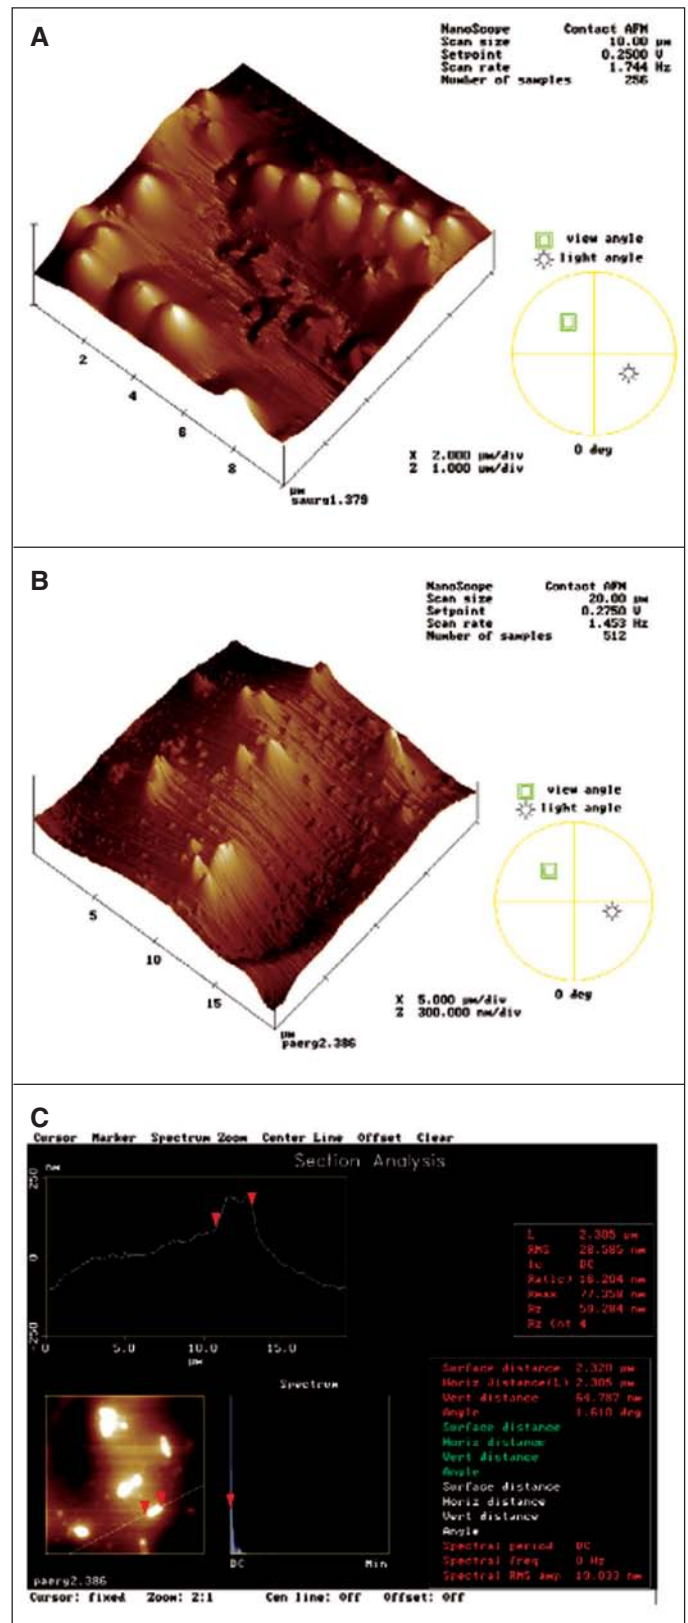 A
NanoScope Contact AFM
Scan size 10.00 µm
Setpoint 0.2500 V
Scan rate 1.744 Hz
Number of samples 256
view angle
light angle
0 deg
2
4
6
8
µm
X 2.000 µm/div
Z 1.000 µm/div
saurg1.379
B
NanoScope Contact AFM
Scan size 20.00 µm
Setpoint 0.2750 V
Scan rate 1.453 Hz
Number of samples 512
view angle
light angle
0 deg
5
10
15
µm
X 5.000 µm/div
Z 300.000 nm/div
paerg2.386
C
Cursor Marker Spectrum Zoom Center Line Offset Clear
Section Analysis
nm
250
0
-250
0 5.0 10.0 15.0
µm
L 2.305 µm
RMS 28.585 nm
lc DC
Ra(lc) 18.204 nm
Rmax 77.358 nm
Rz 59.284 nm
Rz Cnt 4
Spectrum
DC Min
Surface distance 2.320 µm
Horiz distance(L) 2.305 µm
Vert distance 64.787 nm
Angle 1.610 deg
Surface distance
Horiz distance
Vert distance
Angle
Surface distance
Horiz distance
Vert distance
Angle
Spectral period DC
Spectral freq 0 Hz
Spectral RMS amp 19.033 nm
paerg2.386
Cursor: fixed Zoom: 2:1 Cen line: Off Offset: Off